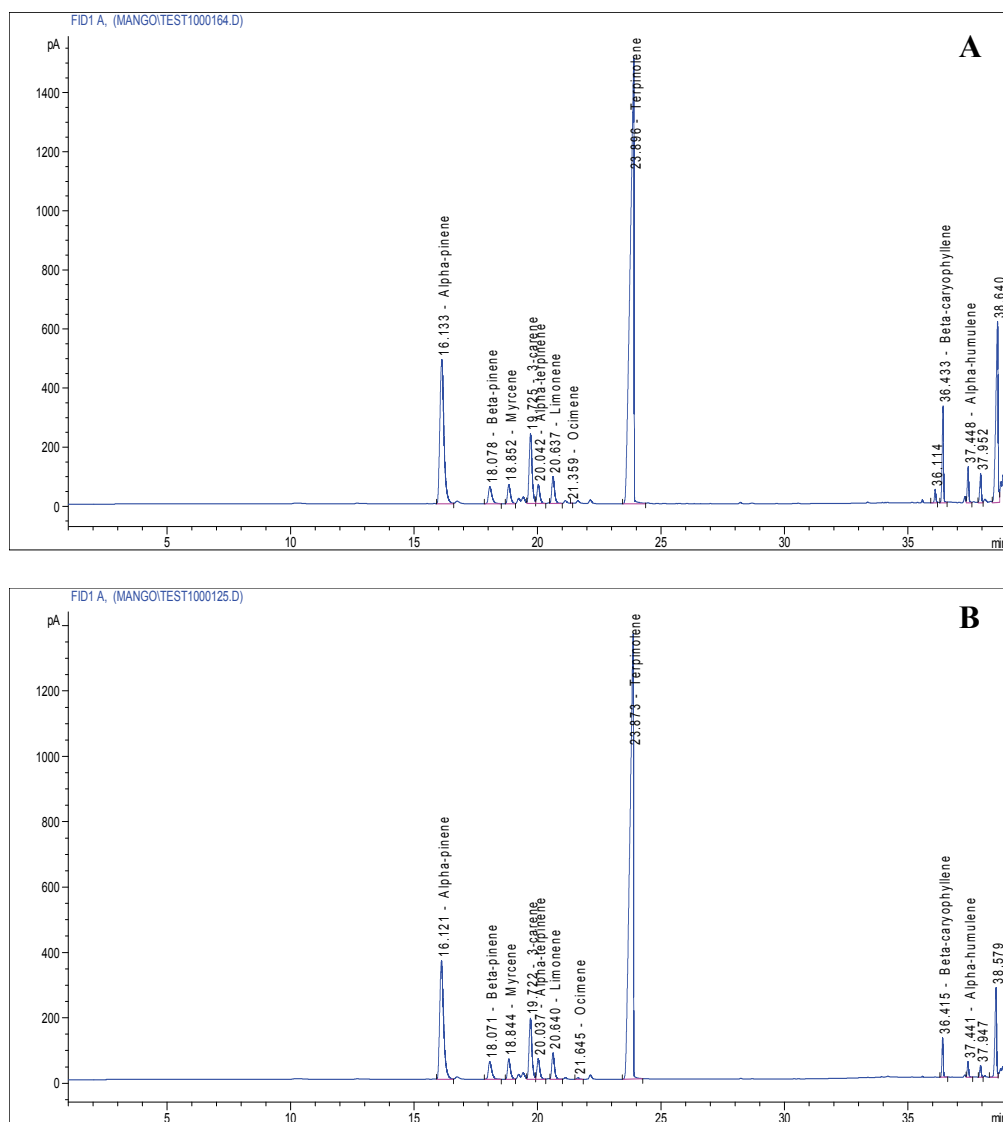 FID1 A, (MANGO\TEST1000164.D)
pA
A
1400
1200
1000
800
600
400
200
0
16.133 - Alpha-pinene
18.078 - Beta-pinene
18.852 - Myrcene
19.725 - 3-carene
20.042 - Alpha-terpinene
20.637 - Limonene
21.359 - Ocimene
23.896 - Terpinolene
36.114
36.433 - Beta-caryophyllene
37.448 - Alpha-humulene
37.952
38.640
5 10 15 20 25 30 35 min
FID1 A, (MANGO\TEST1000125.D)
pA
B
1200
1000
800
600
400
200
0
16.121 - Alpha-pinene
18.071 - Beta-pinene
18.844 - Myrcene
19.722 - 3-carene
20.037 - Alpha-terpinene
20.640 - Limonene
21.645 - Ocimene
23.873 - Terpinolene
36.415 - Beta-caryophyllene
37.441 - Alpha-humulene
37.947
38.579
5 10 15 20 25 30 35 min